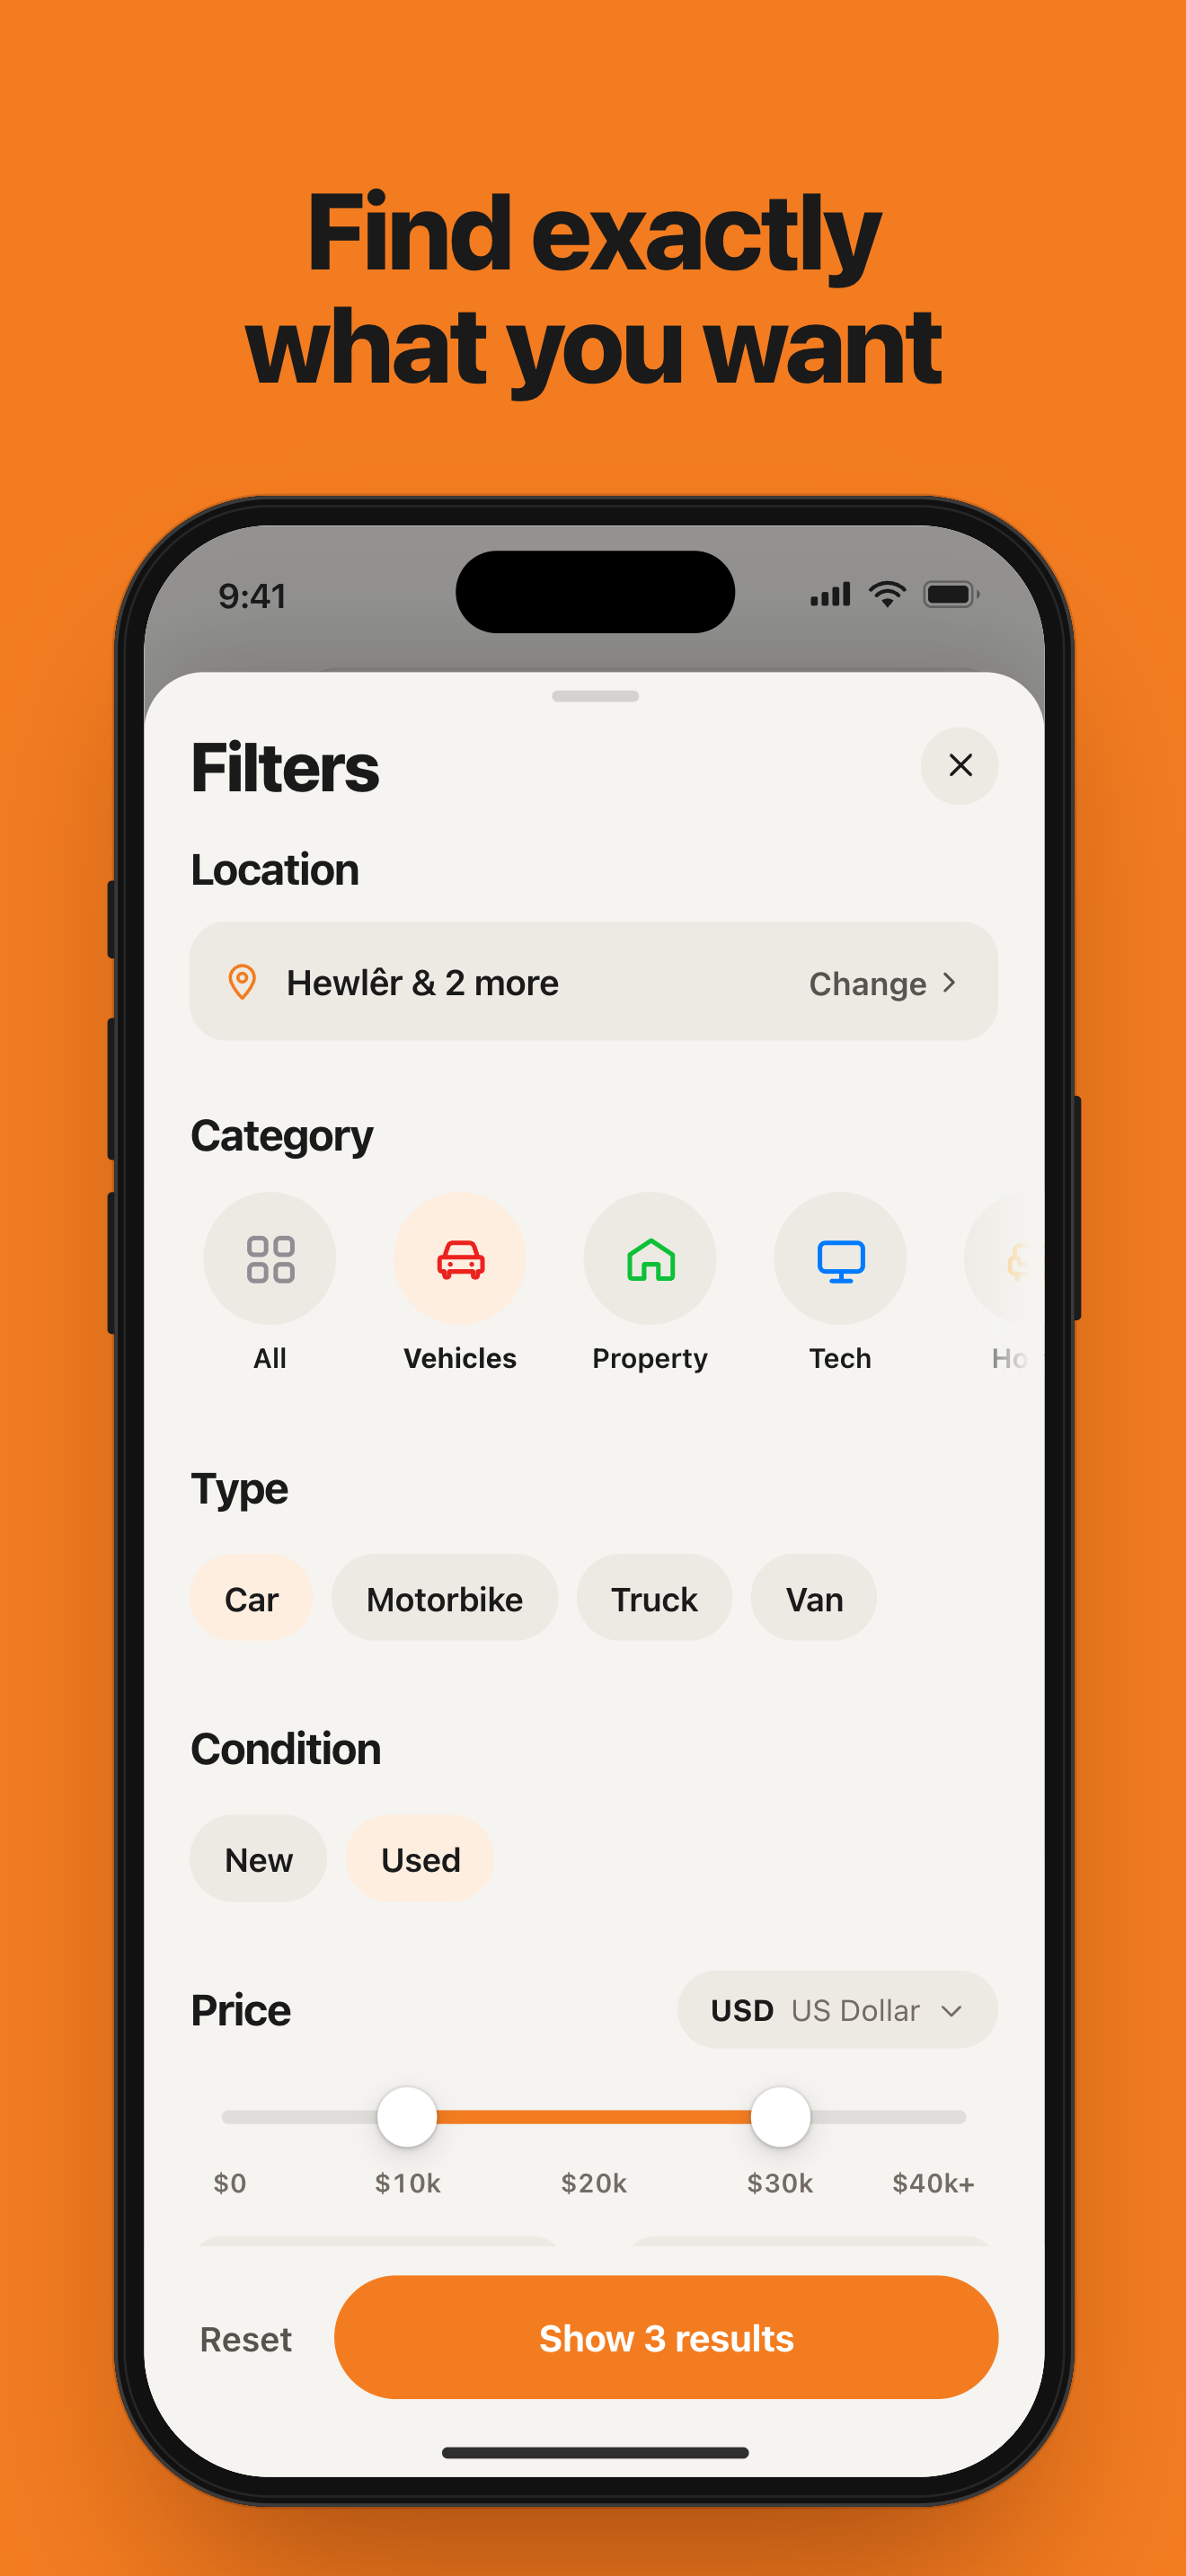 Find exactly
what you want
9:41
Filters
Location
Hewlêr & 2 more Change
Category
All Vehicles Property Tech Ho
Type
Car Motorbike Truck Van
Condition
New Used
Price USD US Dollar
$0 $10k $20k $30k $40k+
Reset Show 3 results